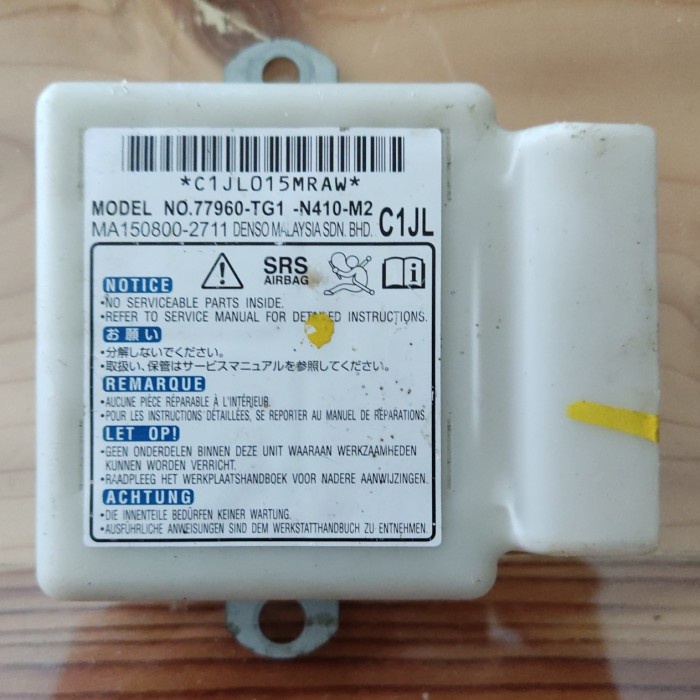 *C1JL015MRAW*
MODEL NO.77960-TG1 -N410-M2
MA150800-2711 DENSO MALAYSIA SDN. BHD. C1JL
SRS
AIRBAG
NOTICE
•NO SERVICEABLE PARTS INSIDE.
•REFER TO SERVICE MANUAL FOR INSTRUCTIONS.
お願い
•分解しないでください。
•取扱い、保管はサービスマニュアルを参照してください。
REMARQUE
•AUCUNE PIÈCE RÉPARABLE À L'INTÉRIEUR.
•POUR LES INSTRUCTIONS DÉTAILLÉES, SE REPORTER AU MANUEL DE RÉPARATIONS.
LET OP!
•GEEN ONDERDELEN BINNEN DEZE UNIT WAARAAN WERKZAAMHEDEN
KUNNEN WORDEN VERRICHT.
•RAADPLEEG HET WERKPLAATSHANDBOEK VOOR NADERE AANWIJZINGEN.
ACHTUNG
•DIE INNENTEILE BEDÜRFEN KEINER WARTUNG.
•AUSFÜHRLICHE ANWEISUNGEN SIND DEM WERKSTATTHANDBUCH ZU ENTNEHMEN.